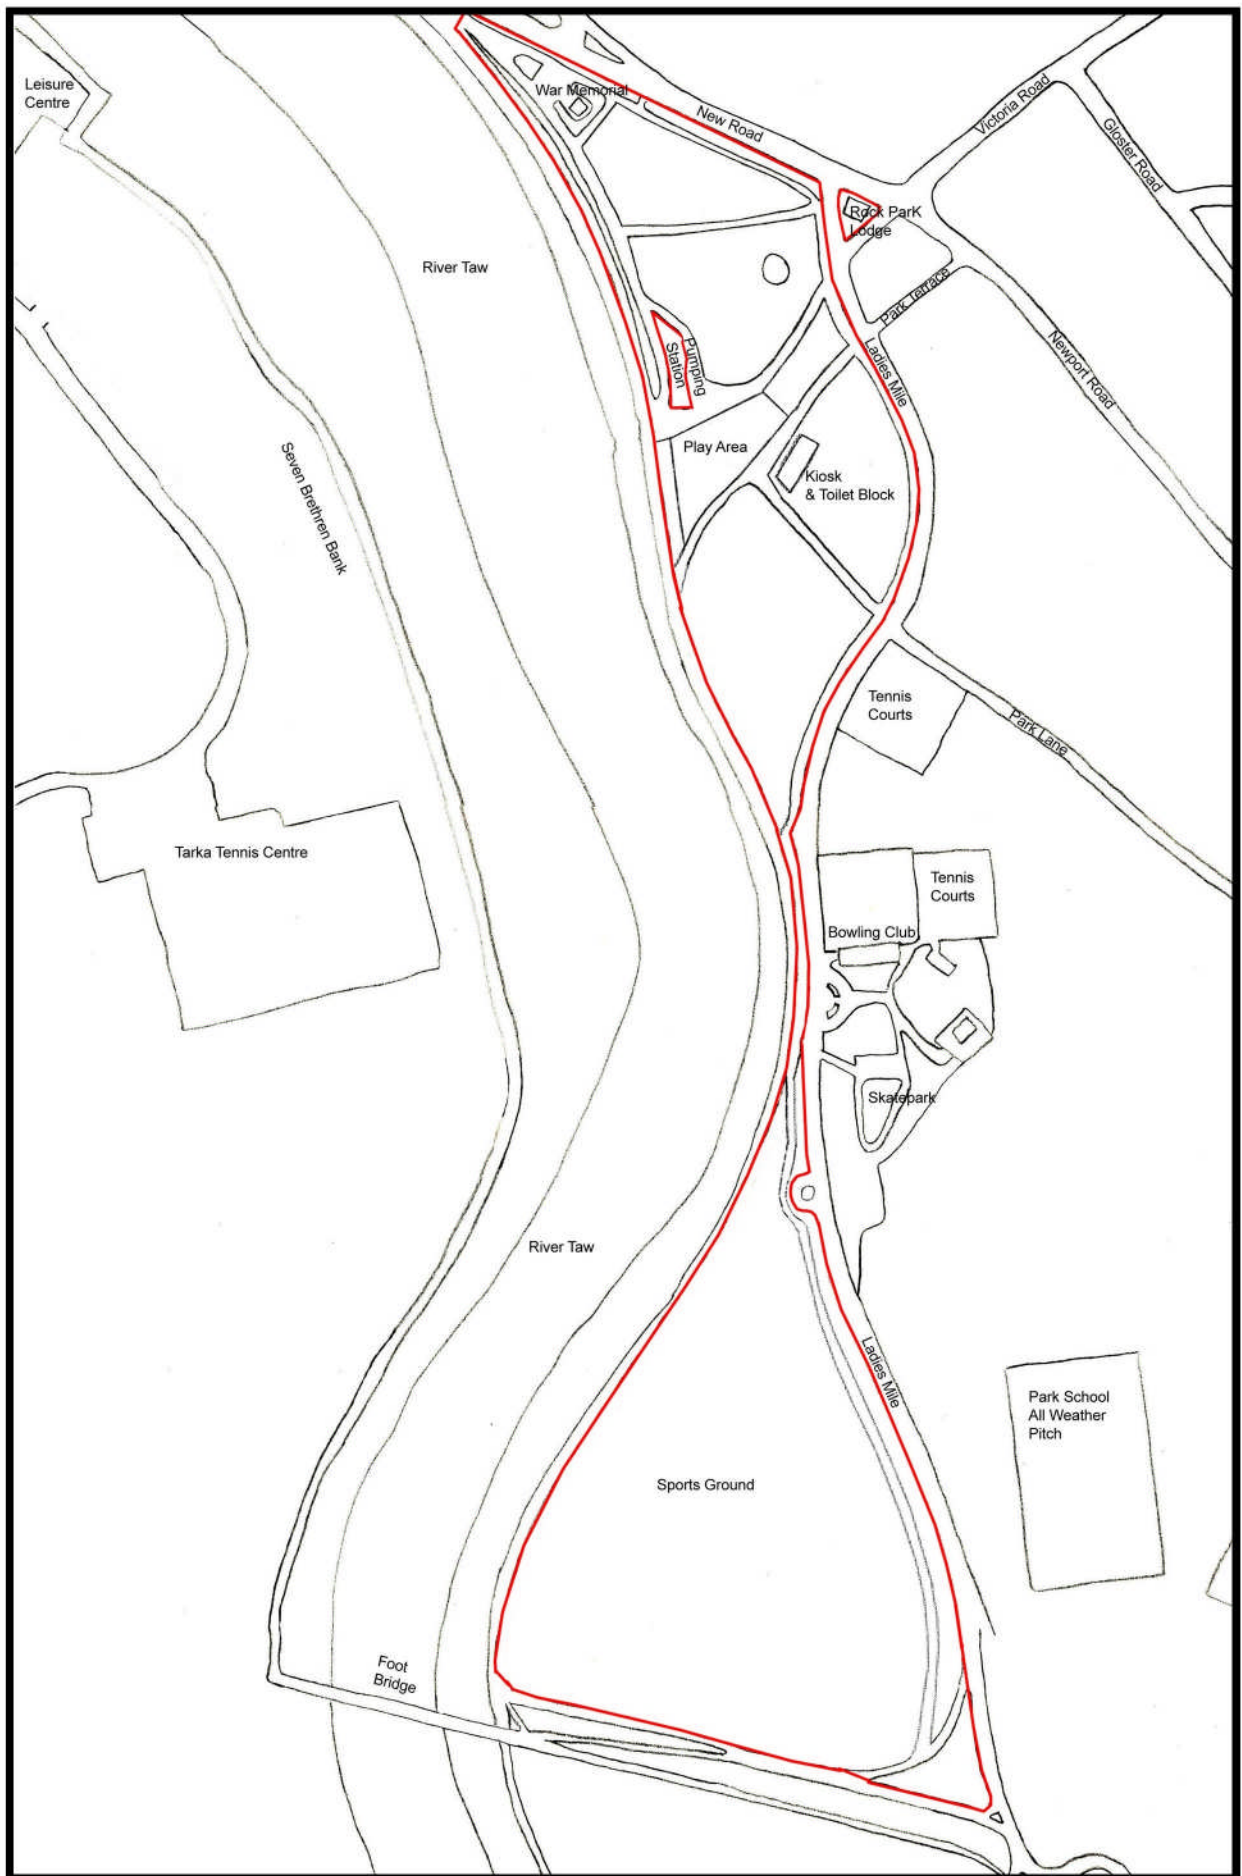 Leisure
Centre
War Memorial
New Road
Victoria Road
Gloster Road
Rock ParK
Lodge
River Taw
Park Terrace
Ladies Mile
Newport Road
Pumping
Station
Play Area
Kiosk
& Toilet Block
Seven Brethren Bank
Tennis
Courts
Park Lane
Tarka Tennis Centre
Tennis
Courts
Bowling Club
Skatepark
River Taw
Ladies Mile
Park School
All Weather
Pitch
Sports Ground
Foot
Bridge